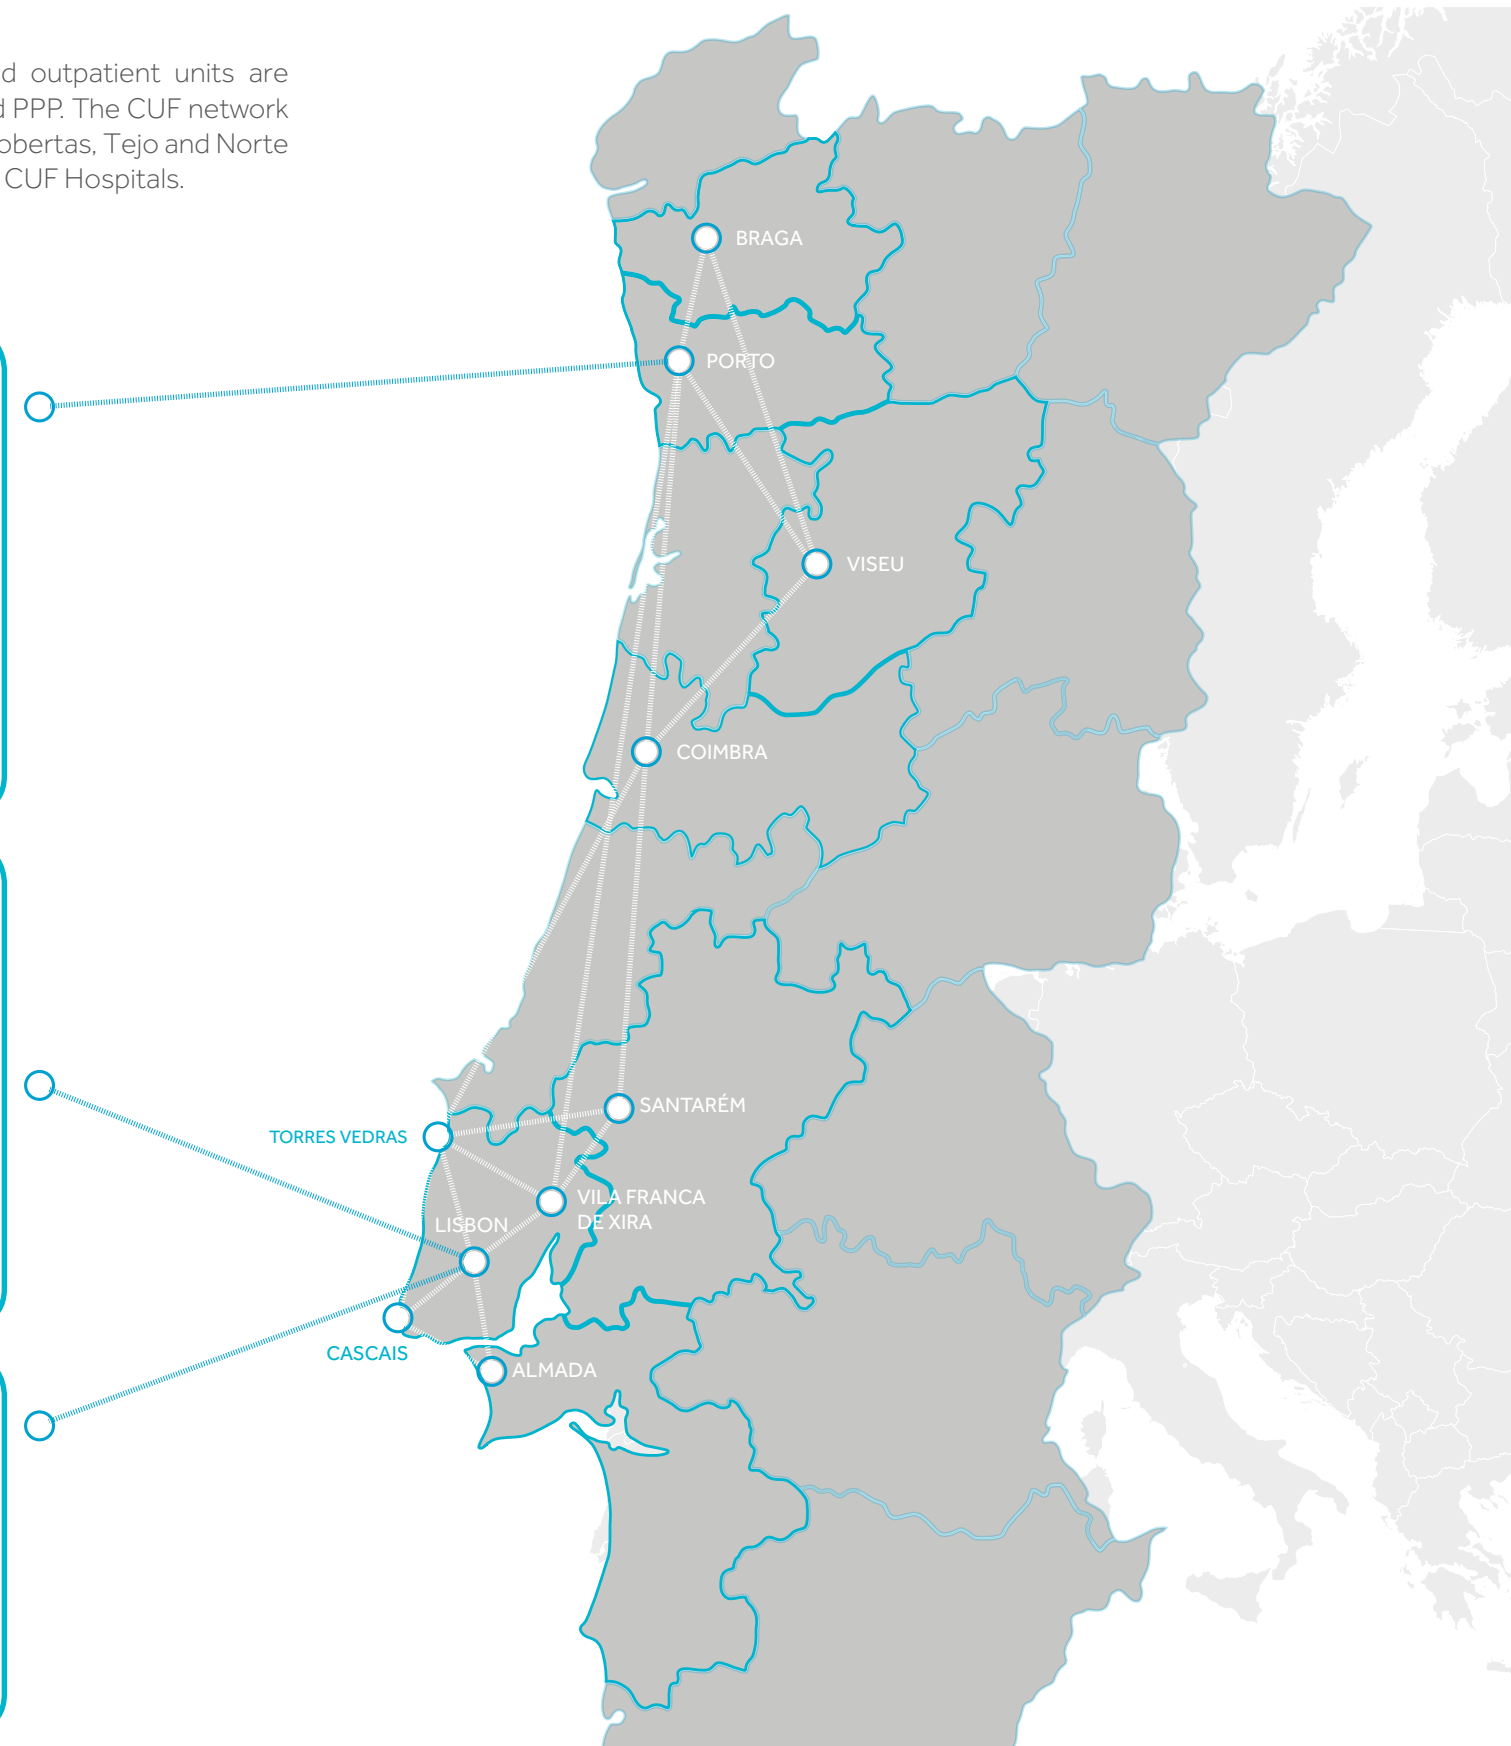 d outpatient units are
d PPP. The CUF network
obertas, Tejo and Norte
CUF Hospitals.
BRAGA
PORTO
VISEU
COIMBRA
SANTARÉM
TORRES VEDRAS
VILA FRANCA
DE XIRA
LISBON
CASCAIS
ALMADA